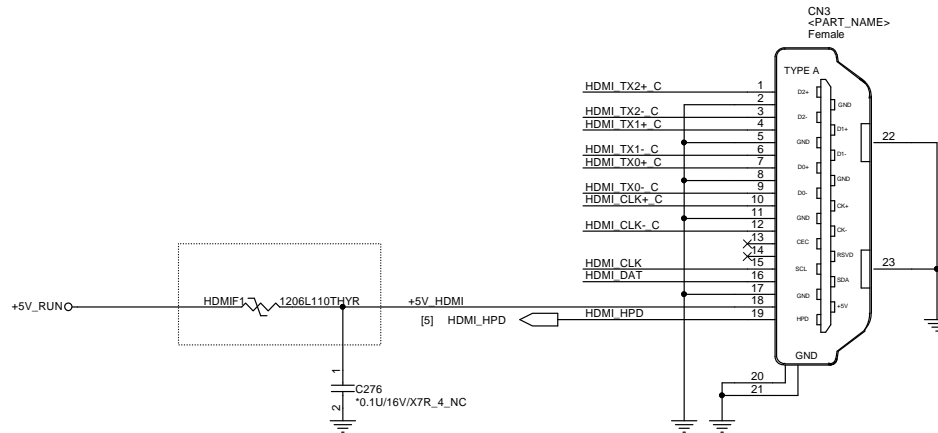 CN3
<PART_NAME>
Female
TYPE A
HDMI_TX2+_C 1 D2+
2 GND
HDMI_TX2-_C 3 D2-
HDMI_TX1+_C 4 D1+
5 GND 22
HDMI_TX1-_C 6 D1-
HDMI_TX0+_C 7 D0+
8 GND
HDMI_TX0-_C 9 D0-
HDMI_CLK+_C 10 CK+
11 GND
HDMI_CLK-_C 12 CK-
13 CEC
14 RSVD
HDMI_CLK 15 SCL 23
HDMI_DAT 16 SDA
17 GND
+5V_RUN HDMIF1 1206L110THYR +5V_HDMI 18 +5V
[5] HDMI_HPD HDMI_HPD 19 HPD
GND
20
21
1
C276
*0.1U/16V/X7R_4_NC
2